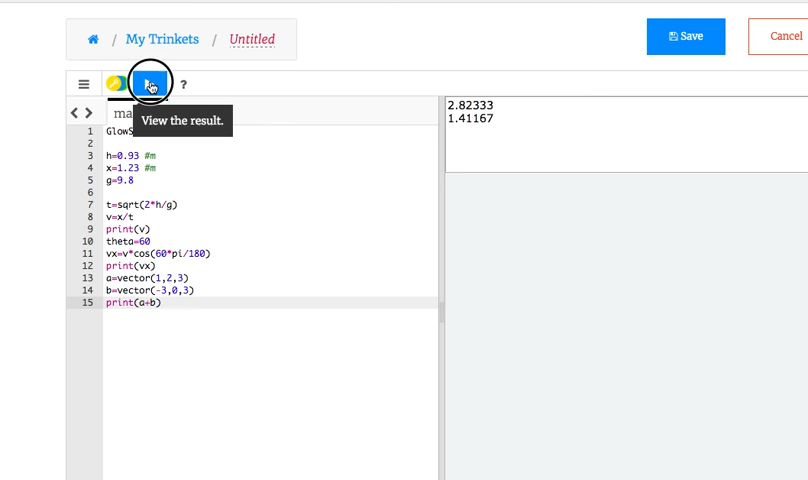 / My Trinkets / Untitled
Save
Cancel
?
ma
View the result.
1 GlowS
2
3 h=0.93 #m
4 x=1.23 #m
5 g=9.8
6
7 t=sqrt(2*h/g)
8 v=x/t
9 print(v)
10 theta=60
11 vx=v*cos(60*pi/180)
12 print(vx)
13 a=vector(1,2,3)
14 b=vector(-3,0,3)
15 print(a+b)
2.82333
1.41167